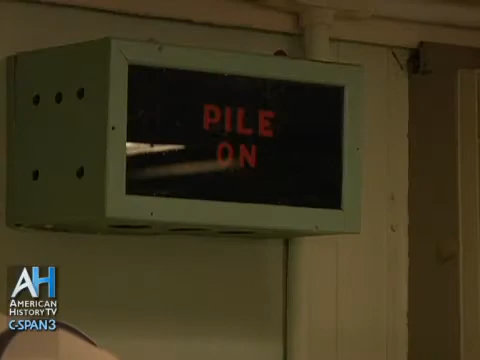 PILE
ON
AH
AMERICAN
HISTORY TV
C-SPAN3